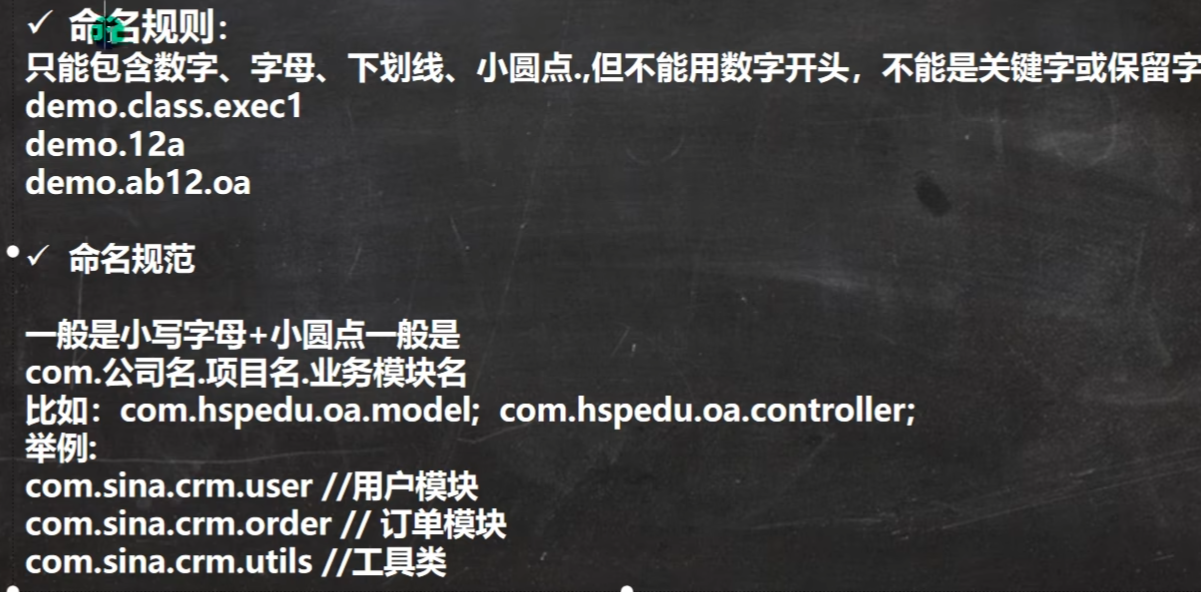 ✓ 命名规则：
只能包含数字、字母、下划线、小圆点.,但不能用数字开头，不能是关键字或保留字
demo.class.exec1
demo.12a
demo.ab12.oa
✓ 命名规范
一般是小写字母+小圆点一般是
com.公司名.项目名.业务模块名
比如：com.hspedu.oa.model; com.hspedu.oa.controller;
举例:
com.sina.crm.user //用户模块
com.sina.crm.order // 订单模块
com.sina.crm.utils //工具类